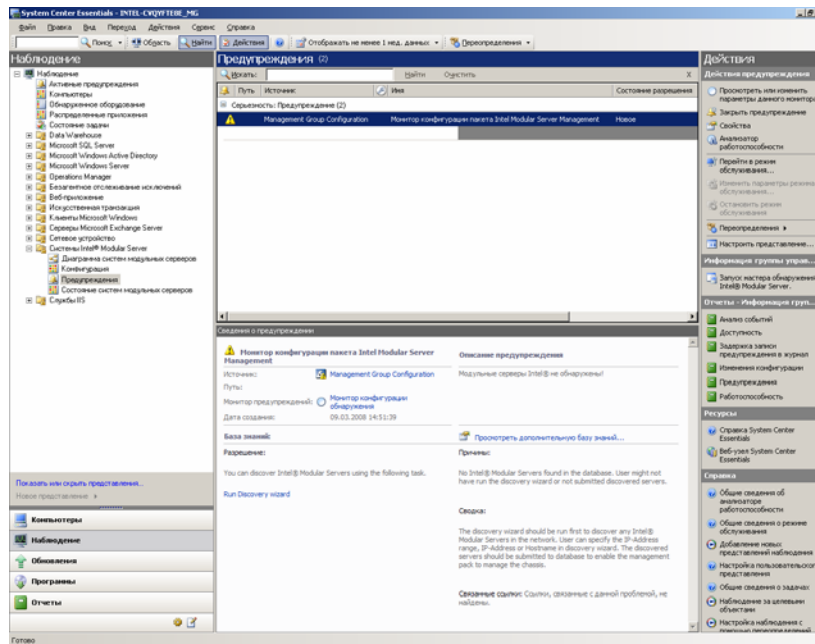 System Center Essentials - INTEL-CVQYFTEBE_MG
Файл Правка Вид Переход Действия Сервис Справка
Поиск Область Найти Действия Отображать не менее 1 нед. данных Переопределения
Наблюдение
Наблюдение
Активные предупреждения
Компьютеры
Обнаруженное оборудование
Распределенные приложения
Состояние задачи
Data Warehouse
Microsoft SQL Server
Microsoft Windows Active Directory
Microsoft Windows Server
Operations Manager
Безагентное отслеживание исключений
Веб-приложение
Искусственная транзакция
Клиенты Microsoft Windows
Серверы Microsoft Exchange Server
Сетевое устройство
Системы Intel® Modular Server
Диаграмма систем модульных серверов
Конфигурация
Предупреждения
Состояние систем модульных серверов
Службы IIS
Показать или скрыть представления...
Новое представление
Компьютеры
Наблюдение
Обновления
Программы
Отчеты
Готово
Предупреждения (2)
Искать: Найти Очистить X
Путь Источник Имя Состояние разрешения
Серьезность: Предупреждение (2)
Management Group Configuration Монитор конфигурации пакета Intel Modular Server Management Новое
Сведения о предупреждении
Монитор конфигурации пакета Intel Modular Server Management
Источник: Management Group Configuration
Путь:
Монитор предупреждений: Монитор конфигурации обнаружения
Дата создания: 09.03.2008 14:51:39
Описание предупреждения
Модульные серверы Intel® не обнаружены!
База знаний:
Просмотреть дополнительную базу знаний...
Разрешение:
You can discover Intel® Modular Servers using the following task.
Run Discovery wizard
Причины:
No Intel® Modular Servers found in the database. User might not
have run the discovery wizard or not submitted discovered servers.
Сводка:
The discovery wizard should be run first to discover any Intel®
Modular Servers in the network. User can specify the IP-Address
range, IP-Address or Hostname in discovery wizard. The discovered
servers should be submitted to database to enable the management
pack to manage the chassis.
Связанные ссылки: Ссылки, связанные с данной проблемой, не
найдены.
Действия
Действия предупреждения
Просмотреть или изменить
параметры данного монитора
Закрыть предупреждение
Свойства
Анализатор
работоспособности
Перейти в режим
обслуживания...
Изменить параметры режима
обслуживания...
Остановить режим
обслуживания
Переопределения
Настроить представление...
Информация группы управ...
Запуск мастера обнаружения
Intel® Modular Server.
Отчеты - Информация груп...
Анализ событий
Доступность
Задержка записи
предупреждения в журнал
Изменения конфигурации
Предупреждения
Работоспособность
Ресурсы
Справка System Center
Essentials
Веб-узел System Center
Essentials
Справка
Общие сведения об
анализаторе
работоспособности
Общие сведения о режиме
обслуживания
Добавление новых
представлений наблюдения
Настройка пользовательского
представления
Общие сведения о задачах
Наблюдение за целевыми
объектами
Настройка наблюдения с
помощью переопределений